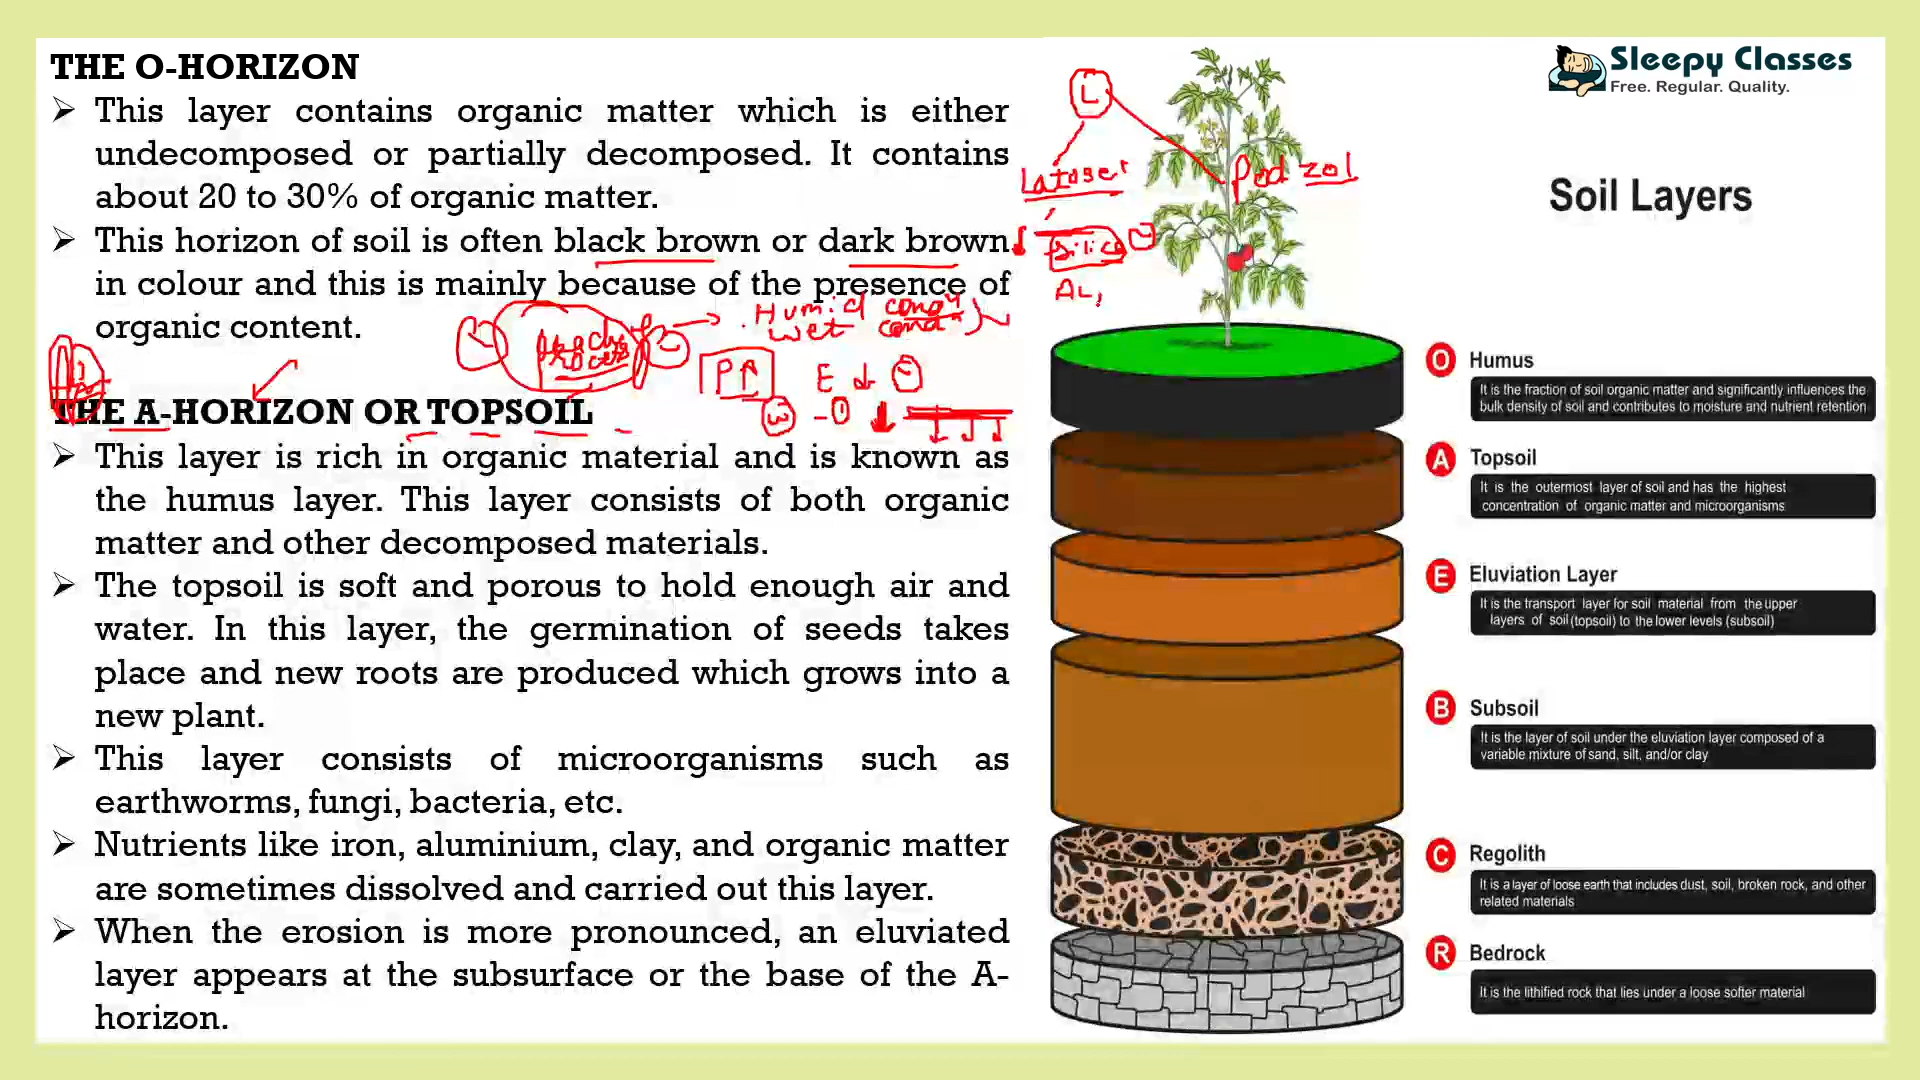 THE O-HORIZON
➢ This layer contains organic matter which is either
undecomposed or partially decomposed. It contains
about 20 to 30% of organic matter.
➢ This horizon of soil is often black brown or dark brown
in colour and this is mainly because of the presence of
organic content.
THE A-HORIZON OR TOPSOIL
➢ This layer is rich in organic material and is known as
the humus layer. This layer consists of both organic
matter and other decomposed materials.
➢ The topsoil is soft and porous to hold enough air and
water. In this layer, the germination of seeds takes
place and new roots are produced which grows into a
new plant.
➢ This layer consists of microorganisms such as
earthworms, fungi, bacteria, etc.
➢ Nutrients like iron, aluminium, clay, and organic matter
are sometimes dissolved and carried out this layer.
➢ When the erosion is more pronounced, an eluviated
layer appears at the subsurface or the base of the A-
horizon.
Humid
wet
P
E
L
Podzol
Silica
AL,
Sleepy Classes
Free. Regular. Quality.
Soil Layers
O Humus
It is the fraction of soil organic matter and significantly influences the
bulk density of soil and contributes to moisture and nutrient retention
A Topsoil
It is the outermost layer of soil and has the highest
concentration of organic matter and microorganisms
E Eluviation Layer
It is the transport layer for soil material from the upper
layers of soil (topsoil) to the lower levels (subsoil)
B Subsoil
It is the layer of soil under the eluviation layer composed of a
variable mixture of sand, silt, and/or clay
C Regolith
It is a layer of loose earth that includes dust, soil, broken rock, and other
related materials
R Bedrock
It is the lithified rock that lies under a loose softer material